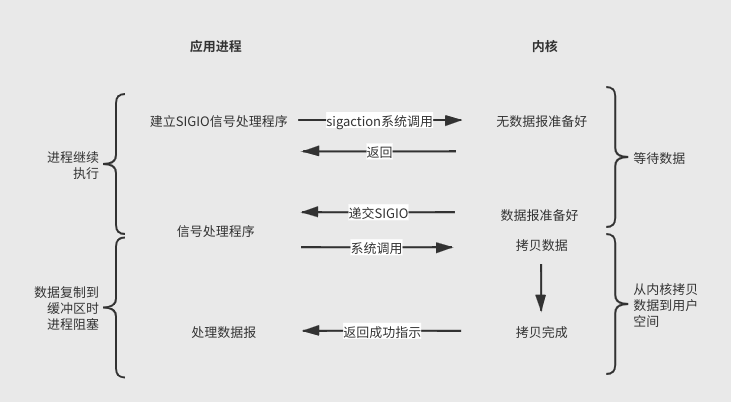 应用进程
内核
建立SIGIO信号处理程序
sigaction系统调用
无数据报准备好
返回
进程继续
执行
等待数据
递交SIGIO
数据报准备好
信号处理程序
系统调用
拷贝数据
数据复制到
缓冲区时
进程阻塞
从内核拷贝
数据到用户
空间
处理数据报
返回成功指示
拷贝完成